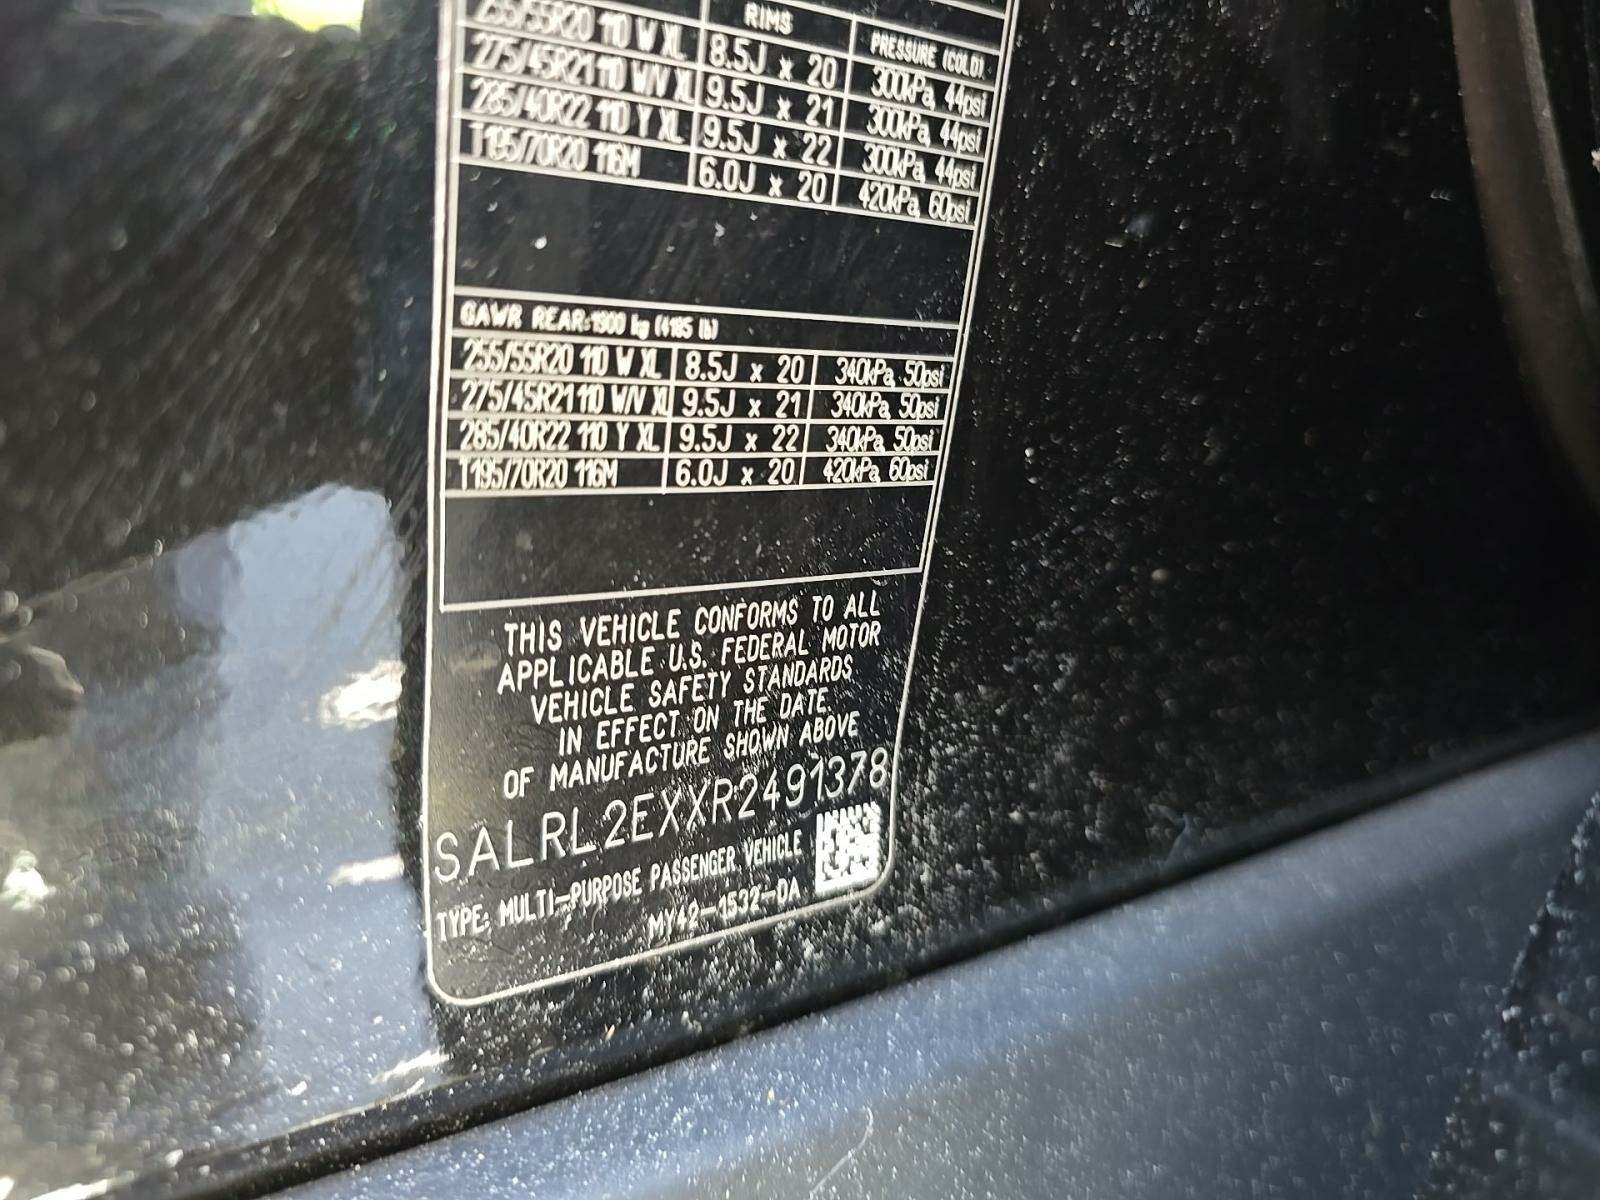 RIMS PRESSURE (COLD)
255/55R20 110 W XL 8.5J x 20 300kPa, 44psi
275/45R21 110 W/V XL 9.5J x 21 300kPa, 44psi
285/40R22 110 Y XL 9.5J x 22 300kPa, 44psi
T195/70R20 116M 6.0J x 20 420kPa, 60psi
GAWR REAR:1900 kg (4185 lb)
255/55R20 110 W XL 8.5J x 20 340kPa, 50psi
275/45R21 110 W/V XL 9.5J x 21 340kPa, 50psi
285/40R22 110 Y XL 9.5J x 22 340kPa, 50psi
T195/70R20 116M 6.0J x 20 420kPa, 60psi
THIS VEHICLE CONFORMS TO ALL
APPLICABLE U.S. FEDERAL MOTOR
VEHICLE SAFETY STANDARDS
IN EFFECT ON THE DATE
OF MANUFACTURE SHOWN ABOVE
SALRL2EXXR2491378
TYPE: MULTI-PURPOSE PASSENGER VEHICLE
MY42-1532-DA